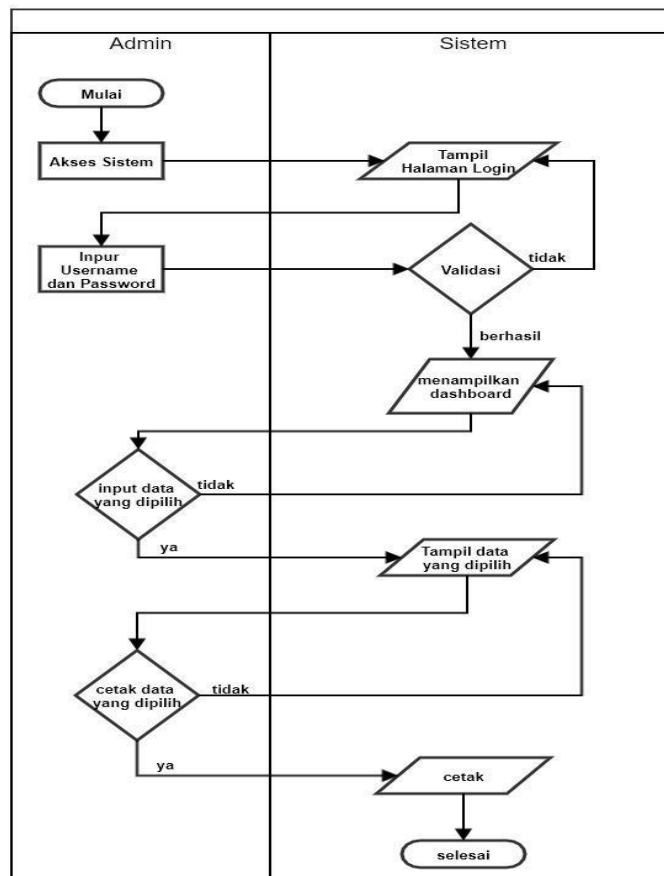 Admin
Sistem
Mulai
Akses Sistem
Tampil
Halaman Login
Inpur
Username
dan Password
Validasi
tidak
berhasil
menampilkan
dashboard
input data
yang dipilih
tidak
ya
Tampil data
yang dipilih
cetak data
yang dipilih
tidak
ya
cetak
selesai